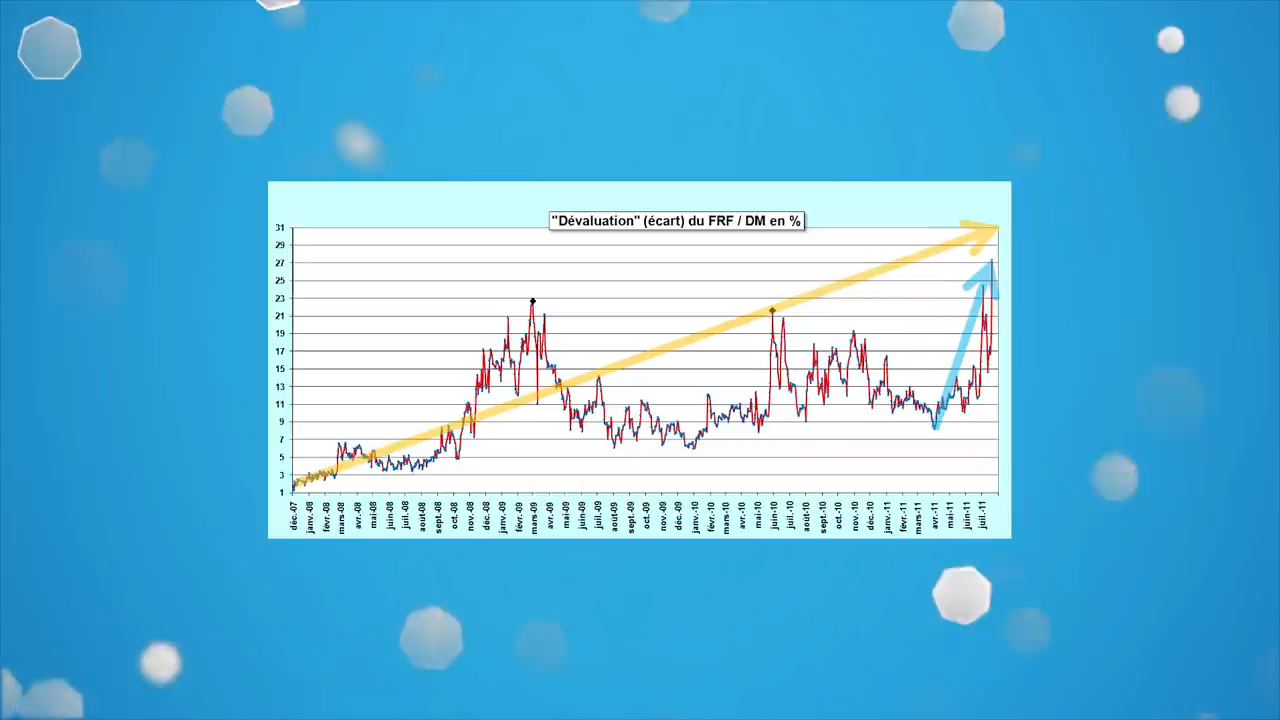 "Dévaluation" (écart) du FRF / DM en %
31
29
27
25
23
21
19
17
15
13
11
9
7
5
3
1
déc.-07
janv.-08
févr.-08
mars-08
avr.-08
mai-08
juin-08
juil.-08
août-08
sept.-08
oct.-08
nov.-08
déc.-08
janv.-09
févr.-09
mars-09
avr.-09
mai-09
juin-09
juil.-09
août-09
sept.-09
oct.-09
nov.-09
déc.-09
janv.-10
févr.-10
mars-10
avr.-10
mai-10
juin-10
juil.-10
août-10
sept.-10
oct.-10
nov.-10
déc.-10
janv.-11
févr.-11
mars-11
avr.-11
mai-11
juin-11
juil.-11